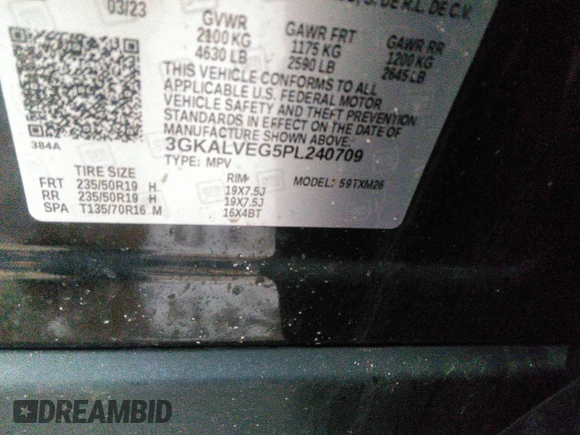 03/23
S. DE R.L. DE C.V.
GVWR GAWR FRT GAWR RR
2100 KG 1175 KG 1200 KG
4630 LB 2590 LB 2645 LB
THIS VEHICLE CONFORMS TO ALL
APPLICABLE U.S. FEDERAL MOTOR
VEHICLE SAFETY AND THEFT PREVENTION
STANDARDS IN EFFECT ON THE DATE OF
MANUFACTURE SHOWN ABOVE.
384A
3GKALVEG5PL240709
TYPE: MPV
TIRE SIZE RIM MODEL: 59TXM26
FRT 235/50R19 H 19X7.5J
RR 235/50R19 H 19X7.5J
SPA T135/70R16 M 16X4BT
DREAMBID